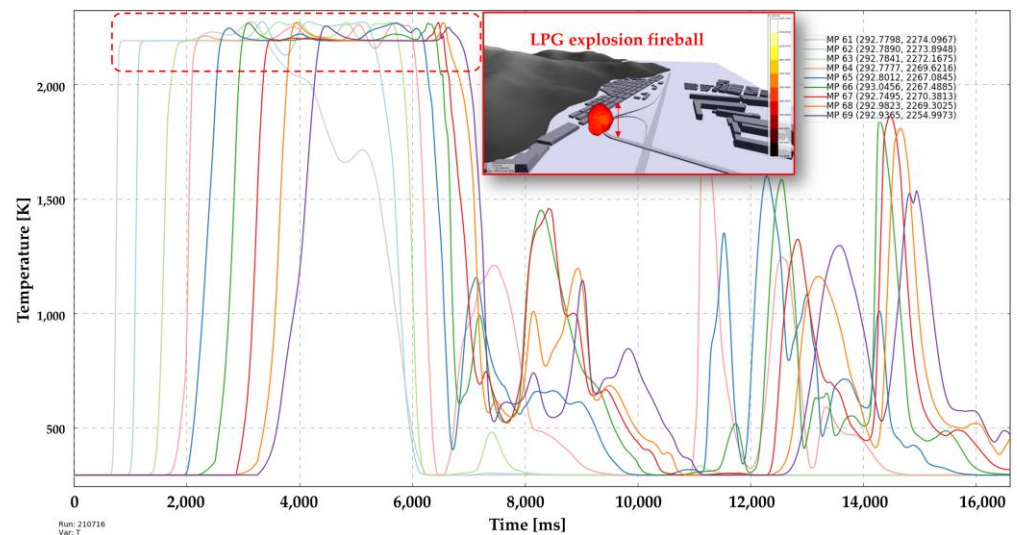 LPG explosion fireball
MP 61 (292.7798, 2274.0967)
MP 62 (292.7890, 2273.8948)
MP 63 (292.7841, 2272.1675)
MP 64 (292.7777, 2269.6216)
MP 65 (292.8012, 2267.0845)
MP 66 (293.0456, 2267.4885)
MP 67 (292.7495, 2270.3813)
MP 68 (292.9823, 2269.3025)
MP 69 (292.9365, 2254.9973)
Temperature [K]
2,000
1,500
1,000
500
0
2,000
4,000
6,000
8,000
10,000
12,000
14,000
16,000
Time [ms]
Run: 210716
Var: T